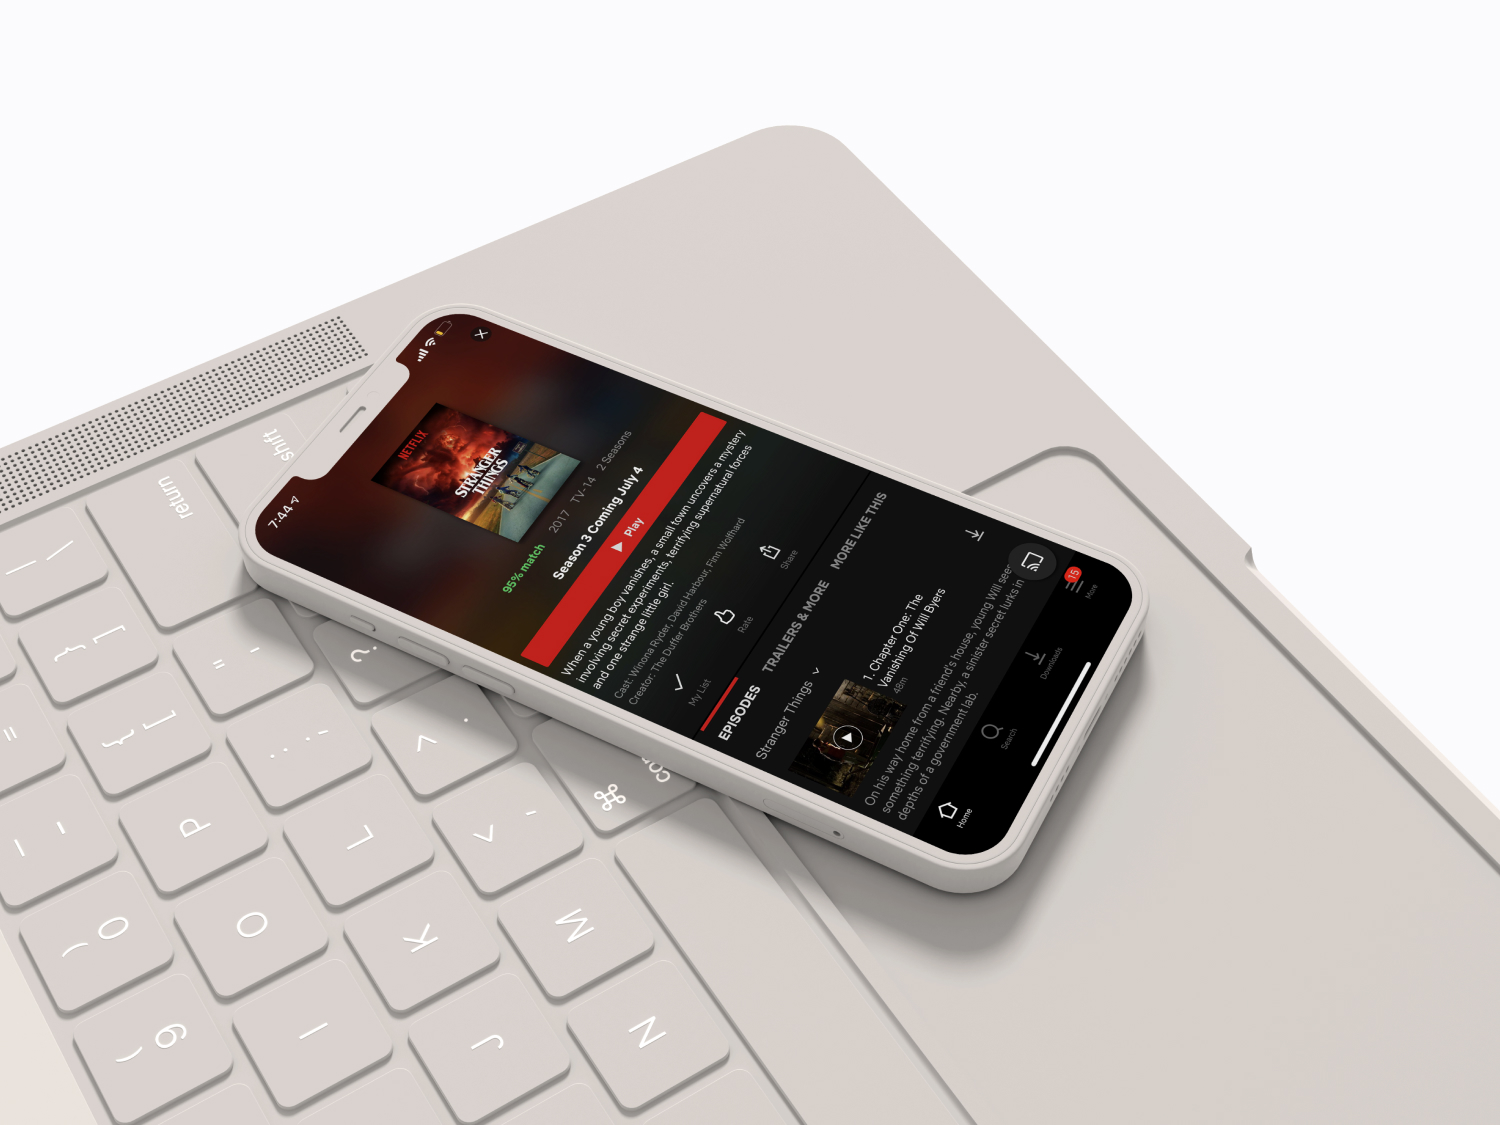 7:44
NETFLIX
STRANGER
THINGS
95% match 2017 TV-14 2 Seasons
Season 3 Coming July 4
Play
When a young boy vanishes, a small town uncovers a mystery
involving secret experiments, terrifying supernatural forces
and one strange little girl.
Cast: Winona Ryder, David Harbour, Finn Wolfhard
Creator: The Duffer Brothers
My List
Rate
Share
EPISODES TRAILERS & MORE MORE LIKE THIS
Stranger Things
1. Chapter One: The
Vanishing Of Will Byers
48m
On his way home from a friend's house, young Will sees
something terrifying. Nearby, a sinister secret lurks in
depths of a government lab.
Home
Search
Downloads
15
More
shift
return
| \
} ]
" '
?
{ [
: ;
>
.
⌘
=
_ -
P
L
<
,
) 0
O
K
M
( 9
I
J
N